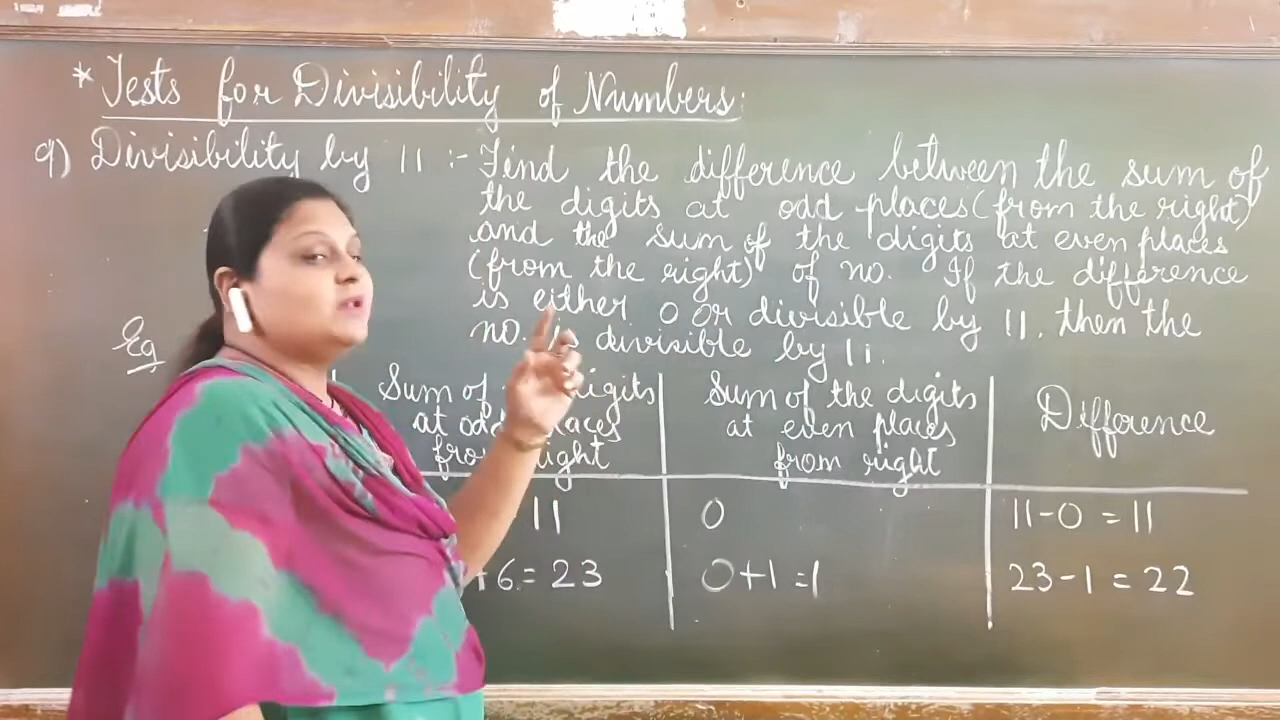 * Tests for Divisibility of Numbers:
9) Divisibility by 11 :- Find the difference between the sum of
the digits at odd places (from the right)
and the sum of the digits at even places
(from the right) of no. If the difference
is either 0 or divisible by 11, then the
no. is divisible by 11.
Eg
Sum of digits
at odd places
from right
Sum of the digits
at even places
from right
Difference
11
0
11-0 = 11
+6 = 23
0+1 =1
23-1 = 22